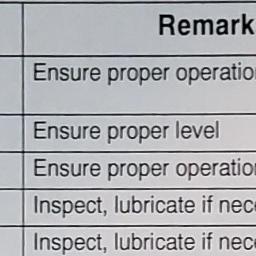 Remark
Ensure proper operatio
Ensure proper level
Ensure proper operatio
Inspect, lubricate if nec
Inspect, lubricate if nec